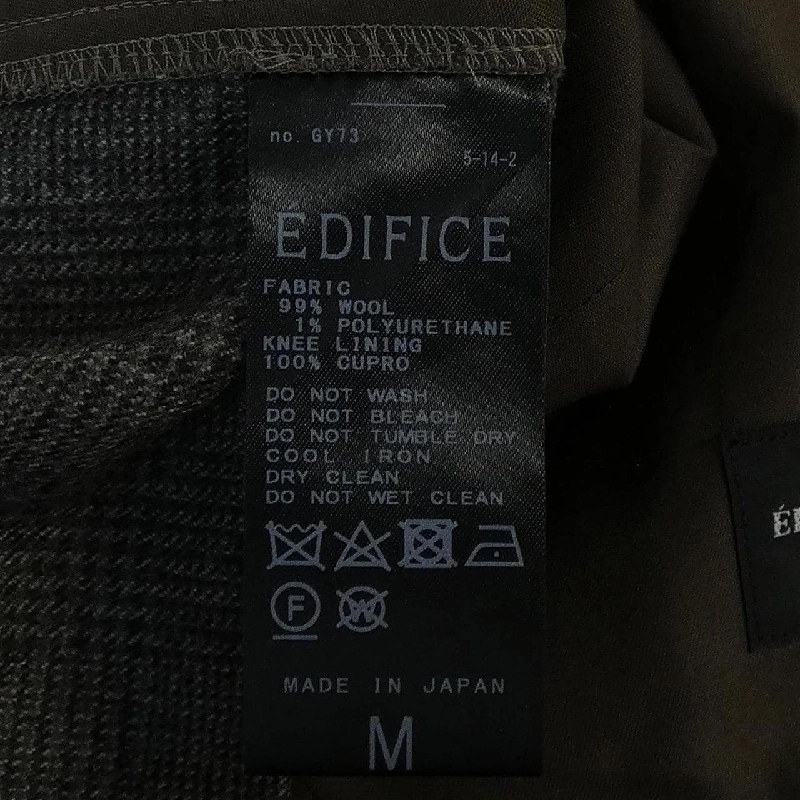 no. GY73
5-14-2
EDIFICE
FABRIC
99% WOOL
1% POLYURETHANE
KNEE LINING
100% CUPRO
DO NOT WASH
DO NOT BLEACH
DO NOT TUMBLE DRY
COOL IRON
DRY CLEAN
DO NOT WET CLEAN
F W
MADE IN JAPAN
M